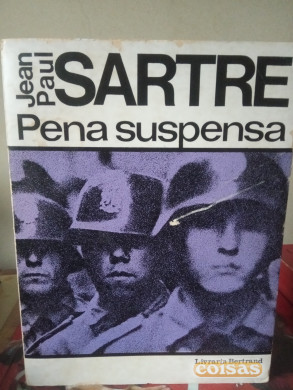 Jean
Paul
SARTRE
Pena suspensa
Livraria Bertrand
coisas